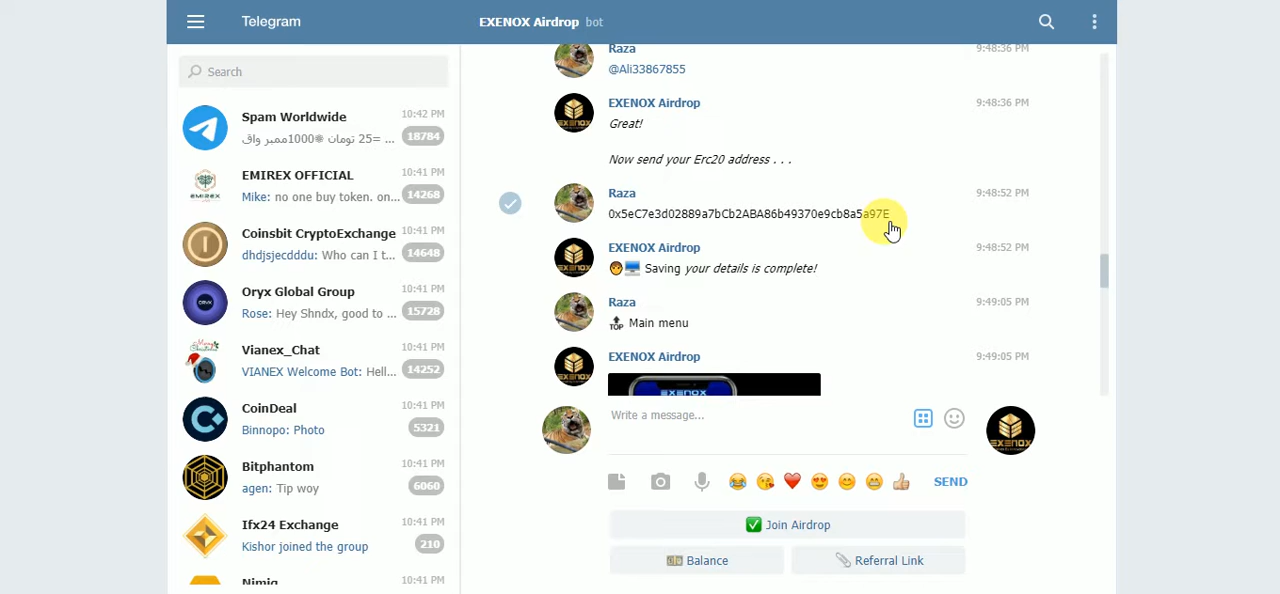 Telegram
EXENOX Airdrop bot
Search
Spam Worldwide 10:42 PM
... =25 تومان ❋1000ممبر واق 18784
EMIREX OFFICIAL 10:41 PM
Mike: no one buy token. on... 14268
Coinsbit CryptoExchange 10:41 PM
dhdjsjecdddu: Who can I t... 14648
Oryx Global Group 10:41 PM
Rose: Hey Shndx, good to ... 15728
Vianex_Chat 10:41 PM
VIANEX Welcome Bot: Hell... 14252
CoinDeal 10:41 PM
Binnopo: Photo 5321
Bitphantom 10:41 PM
agen: Tip woy 6060
Ifx24 Exchange 10:41 PM
Kishor joined the group 210
Nimiq 10:41 PM
Raza 9:48:36 PM
@Ali33867855
EXENOX Airdrop 9:48:36 PM
Great!
Now send your Erc20 address . . .
Raza 9:48:52 PM
0x5eC7e3d02889a7bCb2ABA86b49370e9cb8a5a97E
EXENOX Airdrop 9:48:52 PM
Saving your details is complete!
Raza 9:49:05 PM
TOP Main menu
EXENOX Airdrop 9:49:05 PM
EXENOX
Write a message...
SEND
Join Airdrop
Balance
Referral Link